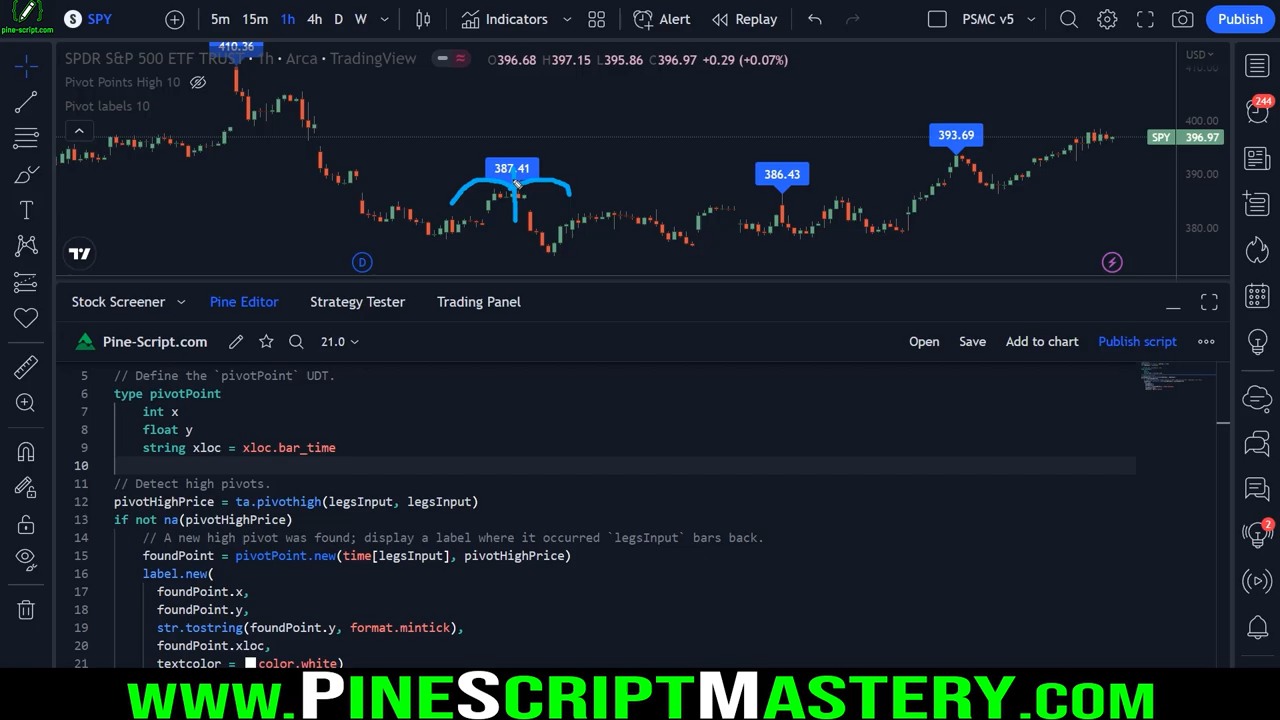 pine-script.com
S SPY
5m 15m 1h 4h D W
Indicators
Alert
Replay
PSMC v5
Publish
SPDR S&P 500 ETF TRUST · 1h · Arca · TradingView
O396.68 H397.15 L395.86 C396.97 +0.29 (+0.07%)
Pivot Points High 10
Pivot labels 10
410.36
387.41
386.43
393.69
USD
410.00
400.00
SPY 396.97
390.00
380.00
D
244
2
Stock Screener
Pine Editor
Strategy Tester
Trading Panel
Pine-Script.com
21.0
Open
Save
Add to chart
Publish script
5 // Define the `pivotPoint` UDT.
6 type pivotPoint
7 int x
8 float y
9 string xloc = xloc.bar_time
10
11 // Detect high pivots.
12 pivotHighPrice = ta.pivothigh(legsInput, legsInput)
13 if not na(pivotHighPrice)
14 // A new high pivot was found; display a label where it occurred `legsInput` bars back.
15 foundPoint = pivotPoint.new(time[legsInput], pivotHighPrice)
16 label.new(
17 foundPoint.x,
18 foundPoint.y,
19 str.tostring(foundPoint.y, format.mintick),
20 foundPoint.xloc,
21 textcolor = color.white)
www.PineScriptMastery.com